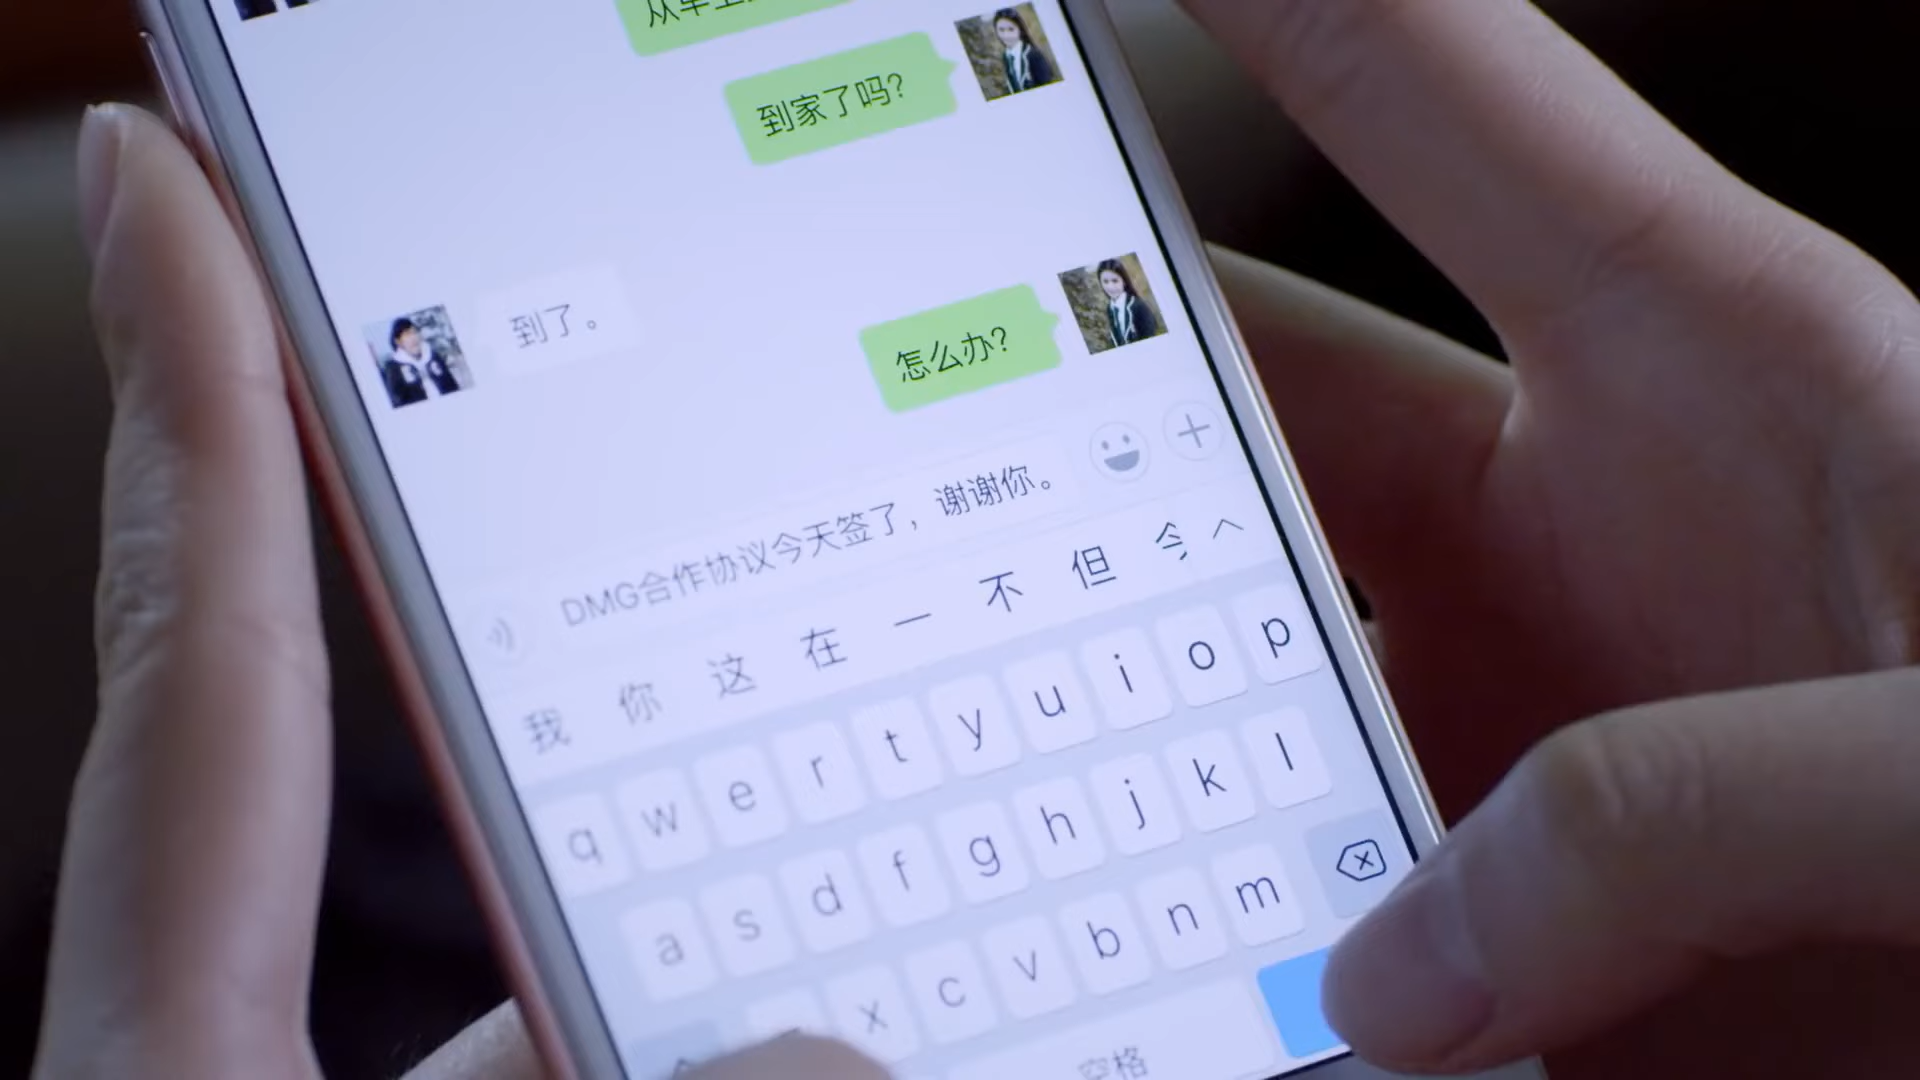 到家了吗?
到了。
怎么办?
DMG合作协议今天签了，谢谢你。
我 你 这 在 一 不 但 今
q w e r t y u i o p
a s d f g h j k l
x c v b n m
空格